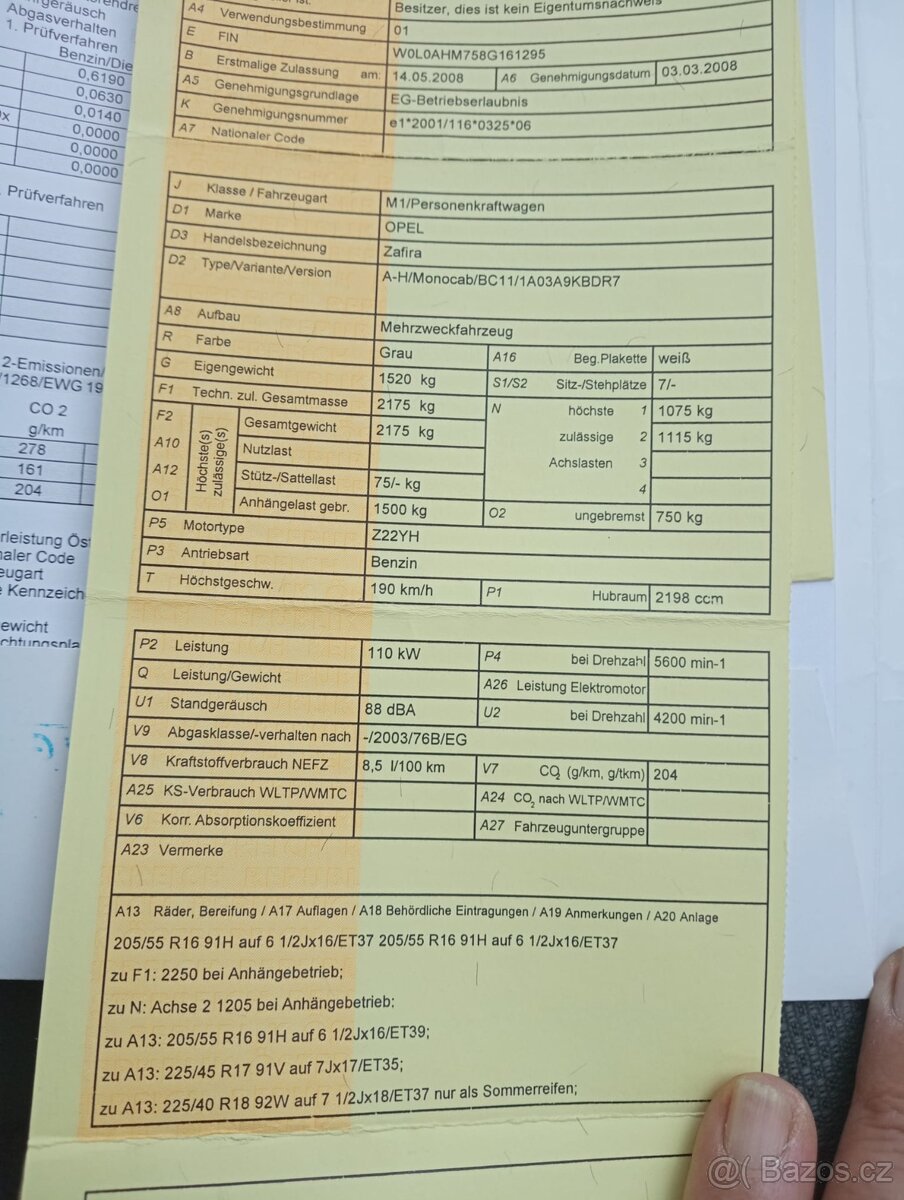 Abgasverhalten
1. Prüfverfahren
Benzin/Die
0,6190
0,0630
0,0140
0,0000
0,0000
0,0000
Prüfverfahren
2-Emissionen/
/1268/EWG 19
CO 2
g/km
278
161
204
rleistung Öst
naler Code
eugart
Kennzeich
ewicht
Besitzer, dies ist kein Eigentumsnachweis
A4 Verwendungsbestimmung 01
E FIN W0L0AHM758G161295
B Erstmalige Zulassung am: 14.05.2008 A6 Genehmigungsdatum 03.03.2008
A5 Genehmigungsgrundlage EG-Betriebserlaubnis
K Genehmigungsnummer e1*2001/116*0325*06
A7 Nationaler Code
J Klasse / Fahrzeugart M1/Personenkraftwagen
D1 Marke OPEL
D3 Handelsbezeichnung Zafira
D2 Type/Variante/Version A-H/Monocab/BC11/1A03A9KBDR7
A8 Aufbau Mehrzweckfahrzeug
R Farbe Grau A16 Beg.Plakette weiß
G Eigengewicht 1520 kg S1/S2 Sitz-/Stehplätze 7/-
F1 Techn. zul. Gesamtmasse 2175 kg N höchste 1 1075 kg
F2 Höchste(s) zulässige(s) Gesamtgewicht 2175 kg zulässige 2 1115 kg
A10 Nutzlast Achslasten 3
A12 Stütz-/Sattellast 75/- kg 4
O1 Anhängelast gebr. 1500 kg O2 ungebremst 750 kg
P5 Motortype Z22YH
P3 Antriebsart Benzin
T Höchstgeschw. 190 km/h P1 Hubraum 2198 ccm
P2 Leistung 110 kW P4 bei Drehzahl 5600 min-1
Q Leistung/Gewicht A26 Leistung Elektromotor
U1 Standgeräusch 88 dBA U2 bei Drehzahl 4200 min-1
V9 Abgasklasse/-verhalten nach -/2003/76B/EG
V8 Kraftstoffverbrauch NEFZ 8,5 l/100 km V7 CO2 (g/km, g/tkm) 204
A25 KS-Verbrauch WLTP/WMTC A24 CO2 nach WLTP/WMTC
V6 Korr. Absorptionskoeffizient A27 Fahrzeuguntergruppe
A23 Vermerke
A13 Räder, Bereifung / A17 Auflagen / A18 Behördliche Eintragungen / A19 Anmerkungen / A20 Anlage
205/55 R16 91H auf 6 1/2Jx16/ET37 205/55 R16 91H auf 6 1/2Jx16/ET37
zu F1: 2250 bei Anhängebetrieb;
zu N: Achse 2 1205 bei Anhängebetrieb;
zu A13: 205/55 R16 91H auf 6 1/2Jx16/ET39;
zu A13: 225/45 R17 91V auf 7Jx17/ET35;
zu A13: 225/40 R18 92W auf 7 1/2Jx18/ET37 nur als Sommerreifen;
Bazos.cz